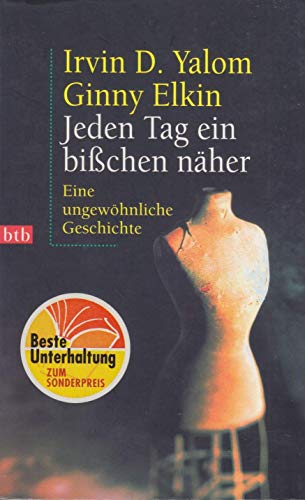 Irvin D. Yalom
Ginny Elkin
Jeden Tag ein
bißchen näher
Eine
ungewöhnliche
Geschichte
btb
Beste
Unterhaltung
ZUM
SONDERPREIS